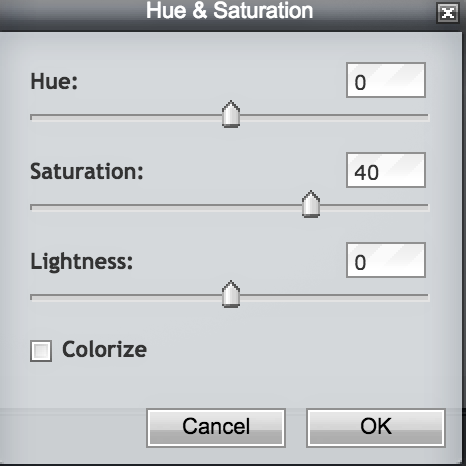 Hue & Saturation
Hue: 0
Saturation: 40
Lightness: 0
Colorize
Cancel OK